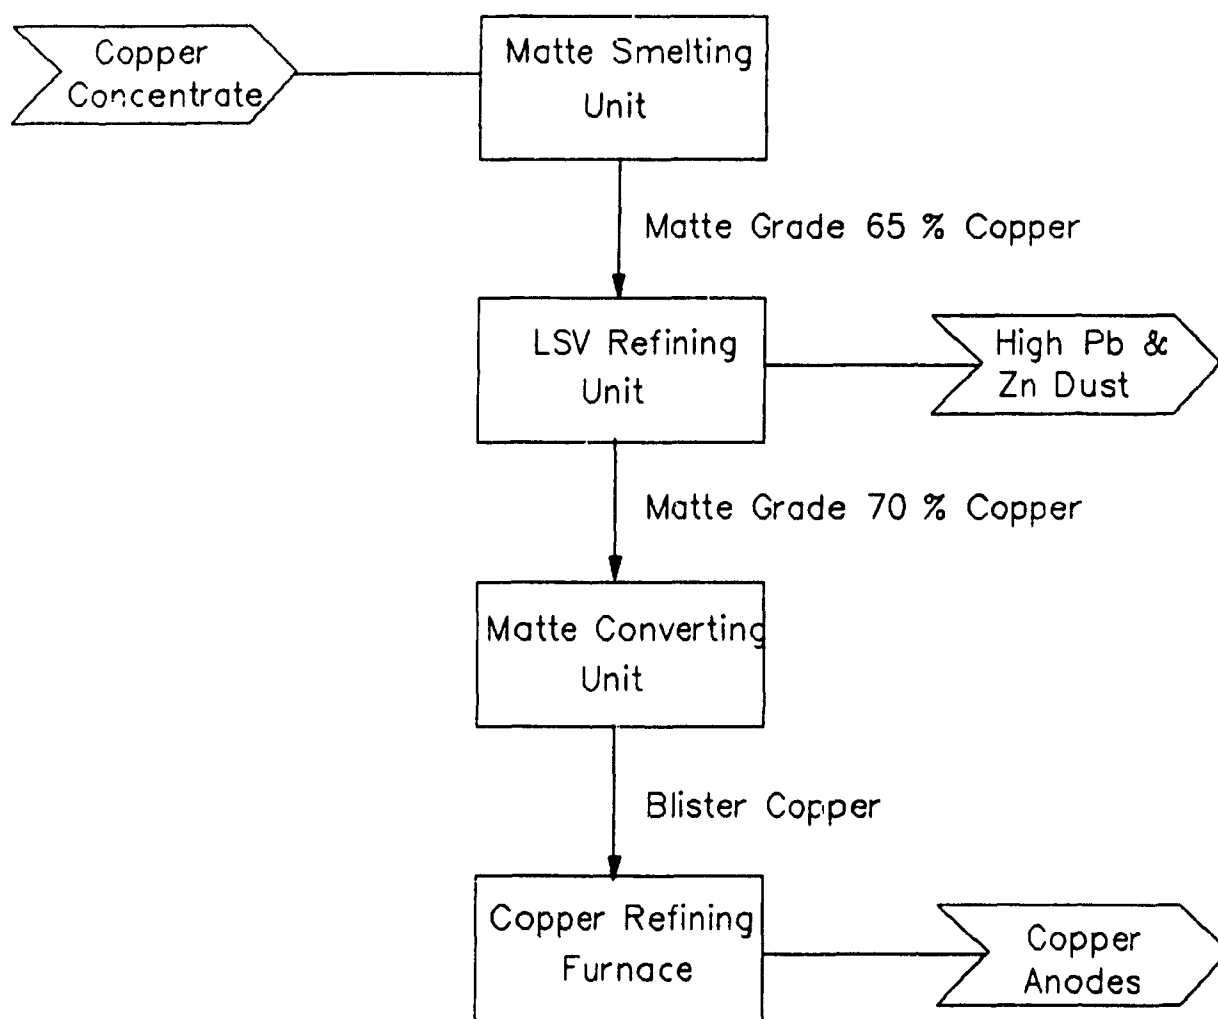 Copper
Concentrate
Matte Smelting
Unit
Matte Grade 65 % Copper
LSV Refining
Unit
High Pb &
Zn Dust
Matte Grade 70 % Copper
Matte Converting
Unit
Blister Copper
Copper Refining
Furnace
Copper
Anodes